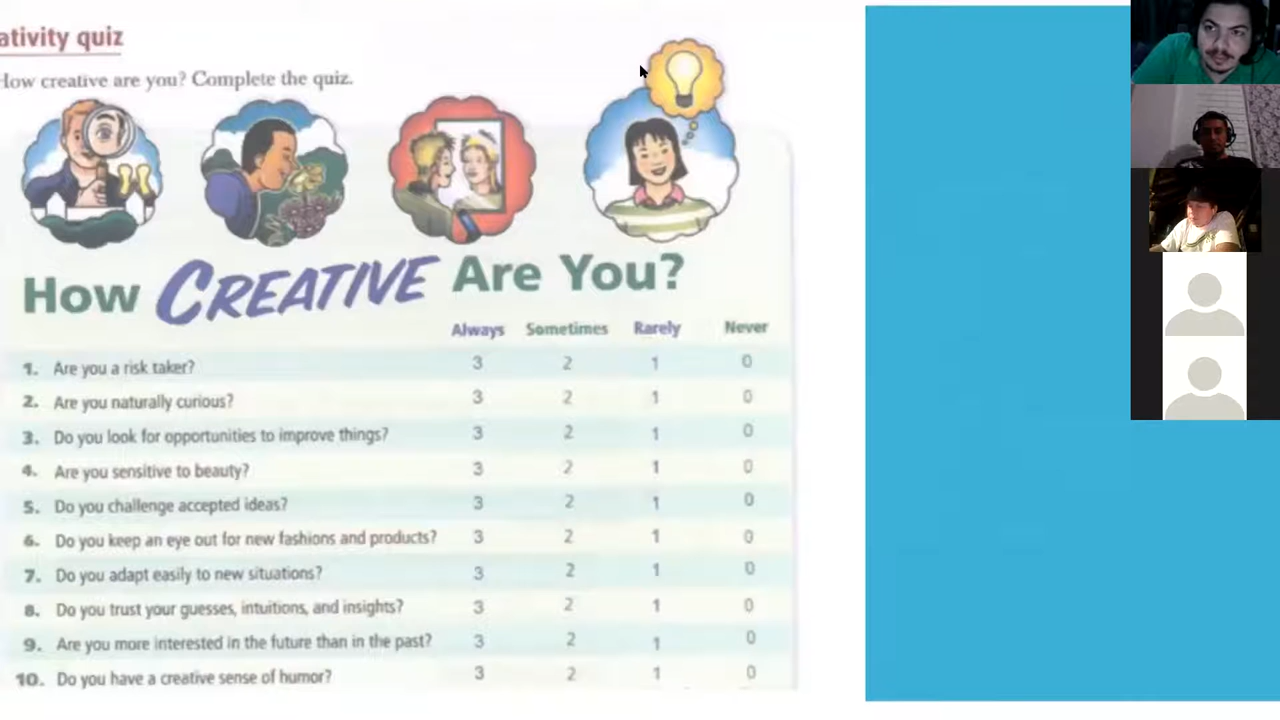 ativity quiz
How creative are you? Complete the quiz.
How CREATIVE Are You?
Always Sometimes Rarely Never
1. Are you a risk taker? 3 2 1 0
2. Are you naturally curious? 3 2 1 0
3. Do you look for opportunities to improve things? 3 2 1 0
4. Are you sensitive to beauty? 3 2 1 0
5. Do you challenge accepted ideas? 3 2 1 0
6. Do you keep an eye out for new fashions and products? 3 2 1 0
7. Do you adapt easily to new situations? 3 2 1 0
8. Do you trust your guesses, intuitions, and insights? 3 2 1 0
9. Are you more interested in the future than in the past? 3 2 1 0
10. Do you have a creative sense of humor? 3 2 1 0